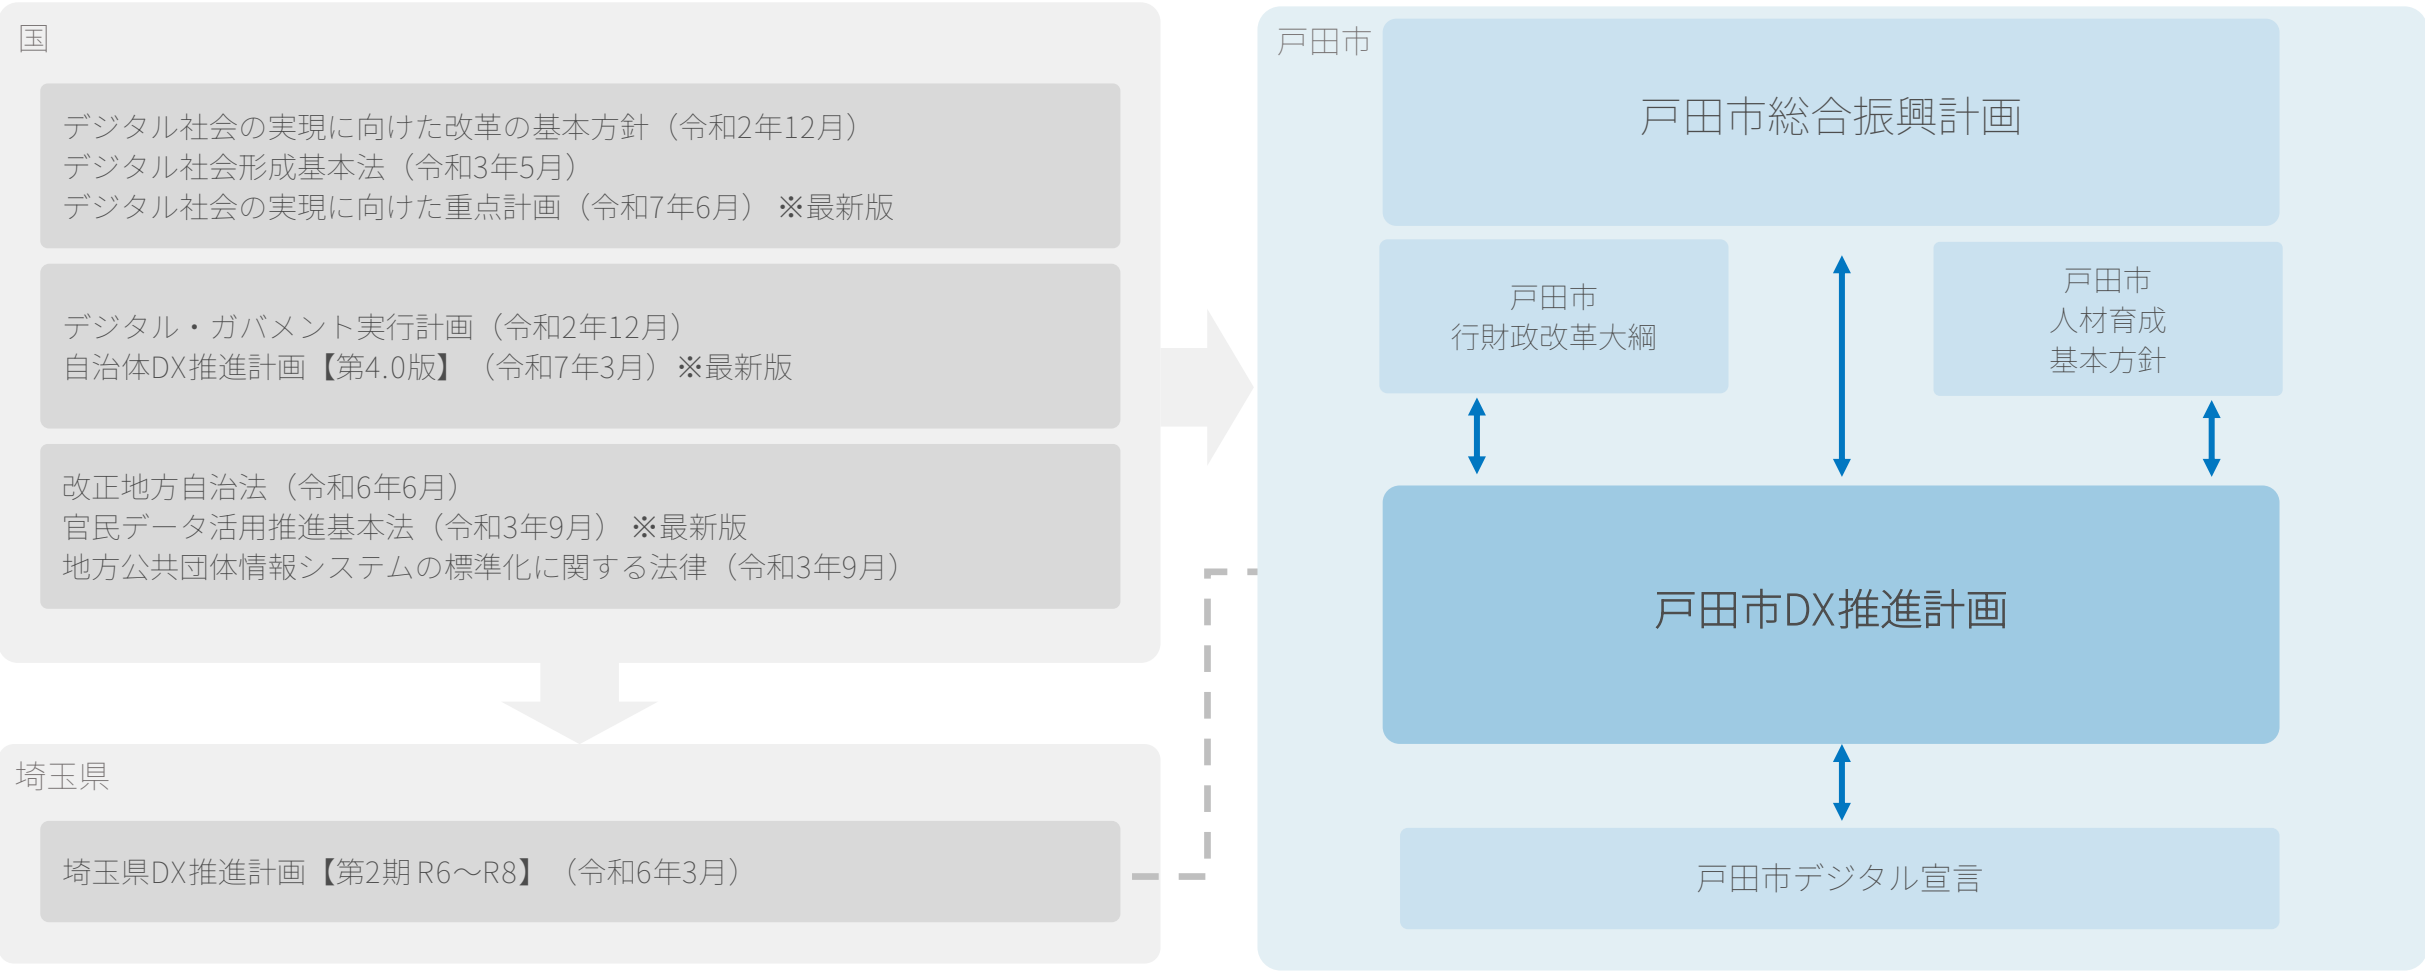 国
デジタル社会の実現に向けた改革の基本方針（令和2年12月）
デジタル社会形成基本法（令和3年5月）
デジタル社会の実現に向けた重点計画（令和7年6月） ※最新版
デジタル・ガバメント実行計画（令和2年12月）
自治体DX推進計画【第4.0版】（令和7年3月）※最新版
改正地方自治法（令和6年6月）
官民データ活用推進基本法（令和3年9月） ※最新版
地方公共団体情報システムの標準化に関する法律（令和3年9月）
埼玉県
埼玉県DX推進計画【第2期 R6～R8】（令和6年3月）
戸田市
戸田市総合振興計画
戸田市
行財政改革大綱
戸田市
人材育成
基本方針
戸田市DX推進計画
戸田市デジタル宣言